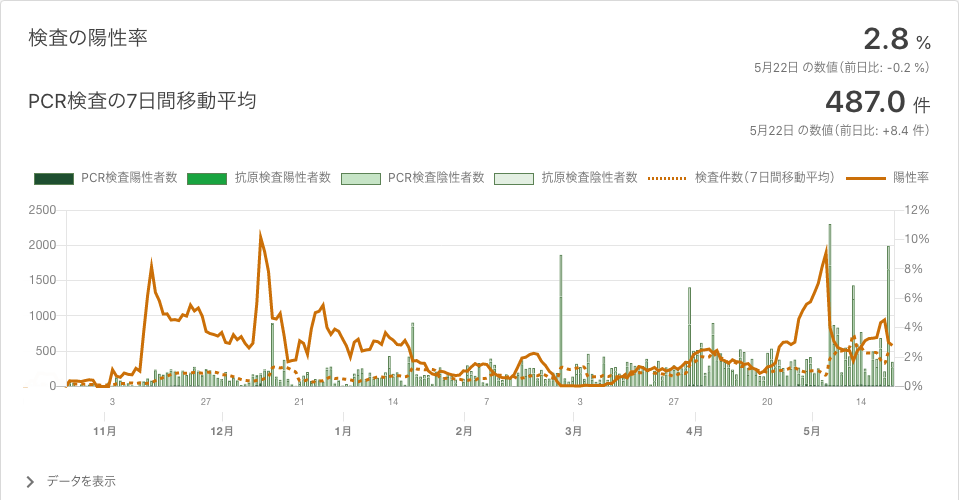 検査の陽性率
2.8 %
5月22日 の数値(前日比: -0.2 %)
PCR検査の7日間移動平均
487.0 件
5月22日 の数値(前日比: +8.4 件)
PCR検査陽性者数 抗原検査陽性者数 PCR検査陰性者数 抗原検査陰性者数 検査件数(7日間移動平均) 陽性率
2500 12%
2000 10%
1500 8%
6%
1000 4%
500 2%
0 0%
3 27 21 14 7 3 27 20 14
11月 12月 1月 2月 3月 4月 5月
データを表示